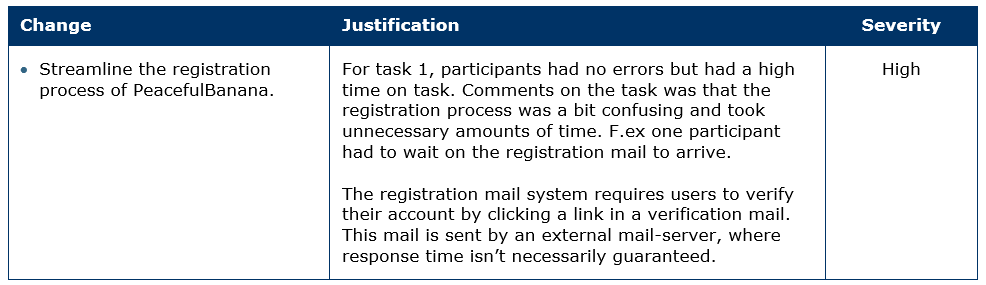 Change
Justification
Severity
• Streamline the registration
process of PeacefulBanana.
For task 1, participants had no errors but had a high
time on task. Comments on the task was that the
registration process was a bit confusing and took
unnecessary amounts of time. F.ex one participant
had to wait on the registration mail to arrive.
The registration mail system requires users to verify
their account by clicking a link in a verification mail.
This mail is sent by an external mail-server, where
response time isn’t necessarily guaranteed.
High